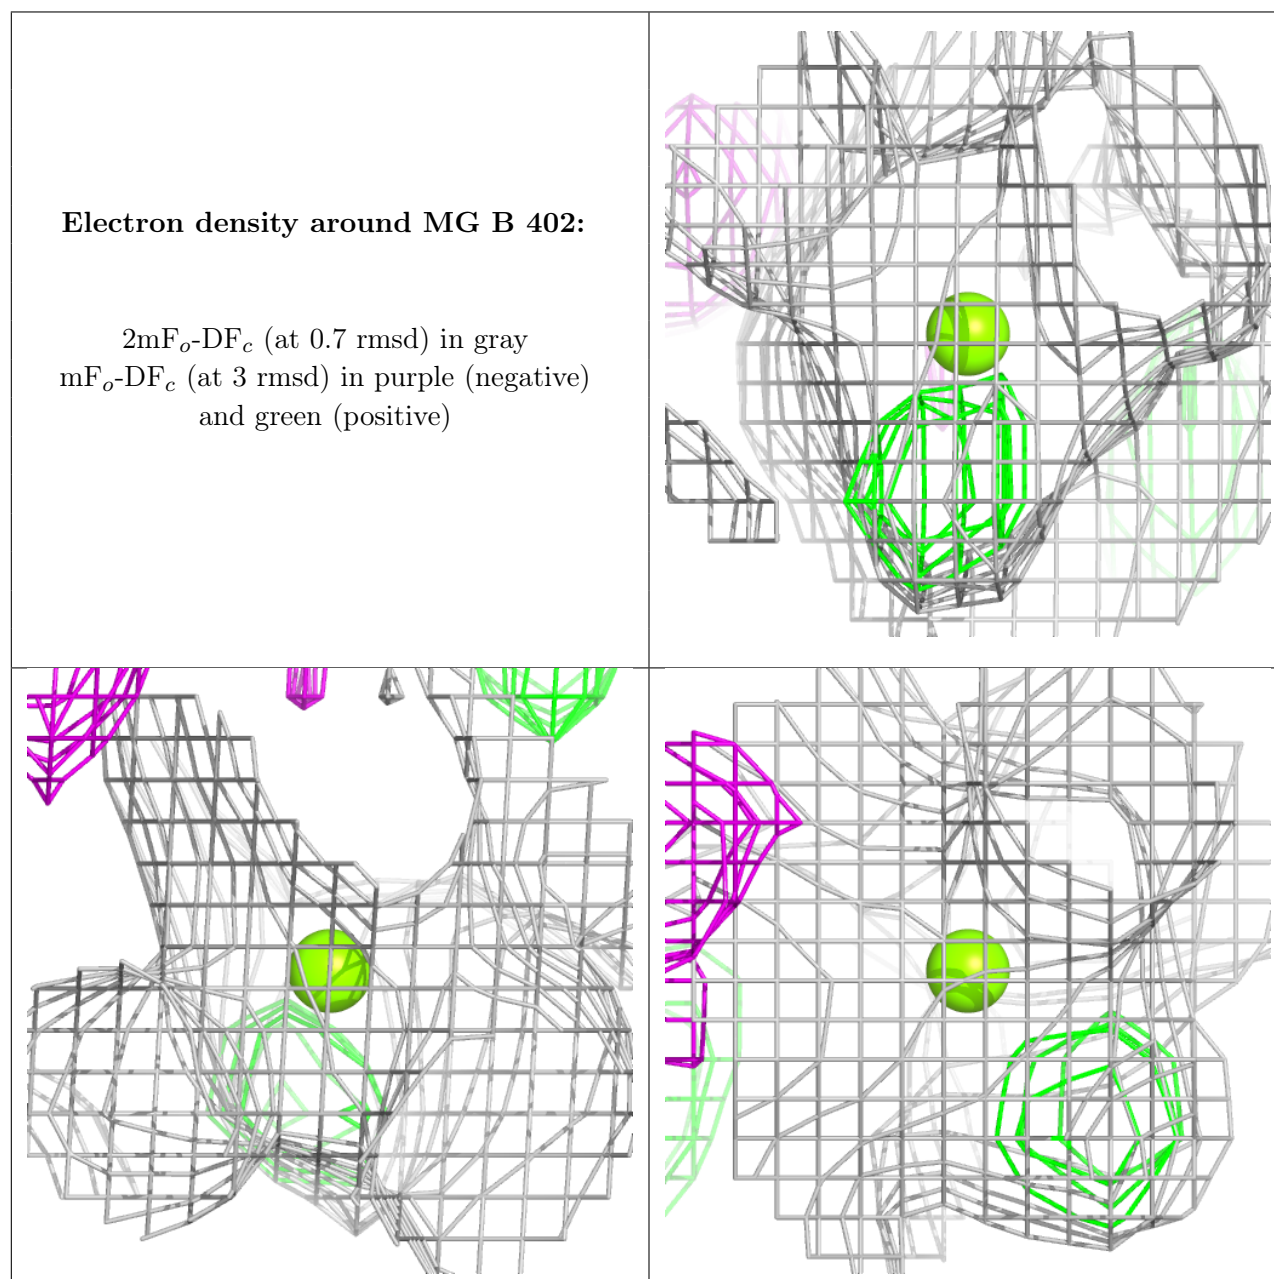 Electron density around MG B 402:
2mFo-DFc (at 0.7 rmsd) in gray
mFo-DFc (at 3 rmsd) in purple (negative)
and green (positive)